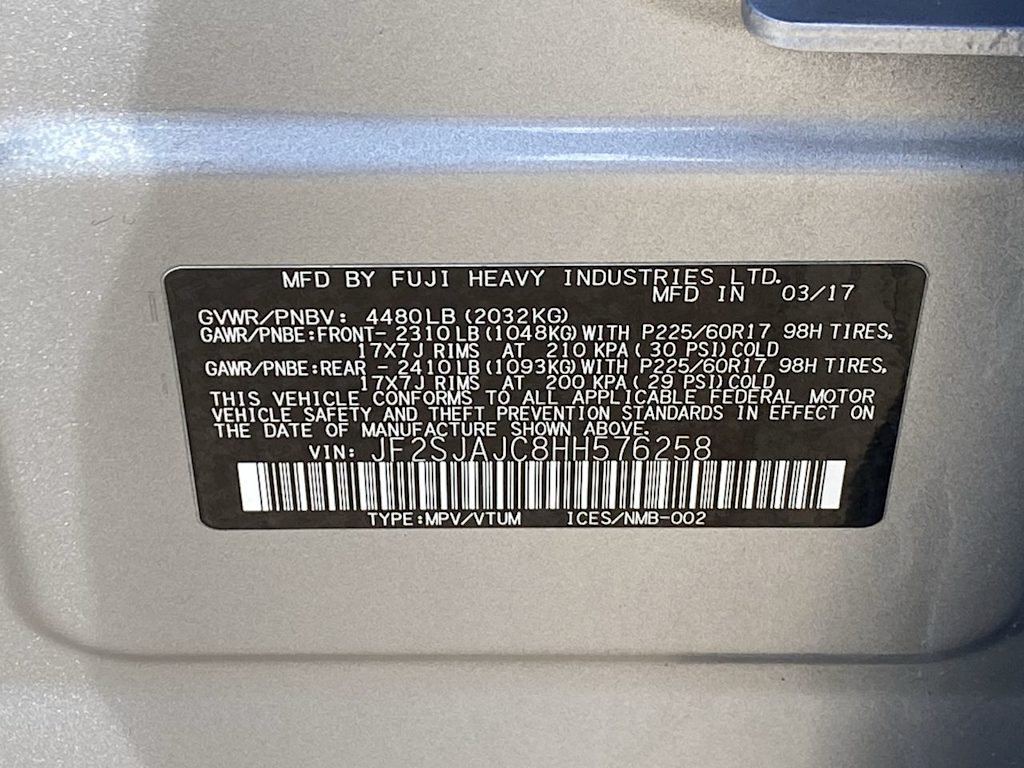 MFD BY FUJI HEAVY INDUSTRIES LTD.
MFD IN 03/17
GVWR/PNBV: 4480LB(2032KG)
GAWR/PNBE:FRONT- 2310LB(1048KG)WITH P225/60R17 98H TIRES,
17X7J RIMS AT 210 KPA(30 PSI)COLD
GAWR/PNBE:REAR - 2410LB(1093KG)WITH P225/60R17 98H TIRES,
17X7J RIMS AT 200 KPA(29 PSI)COLD
THIS VEHICLE CONFORMS TO ALL APPLICABLE FEDERAL MOTOR
VEHICLE SAFETY AND THEFT PREVENTION STANDARDS IN EFFECT ON
THE DATE OF MANUFACTURE SHOWN ABOVE.
VIN: JF2SJAJC8HH576258
TYPE:MPV/VTUM ICES/NMB-002